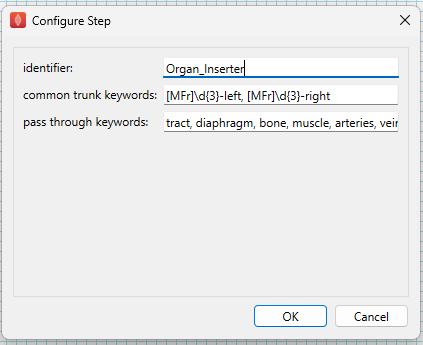 Configure Step
identifier: Organ_Inserter
common trunk keywords: [MFr]\d{3}-left, [MFr]\d{3}-right
pass through keywords: tract, diaphragm, bone, muscle, arteries, vein
OK Cancel